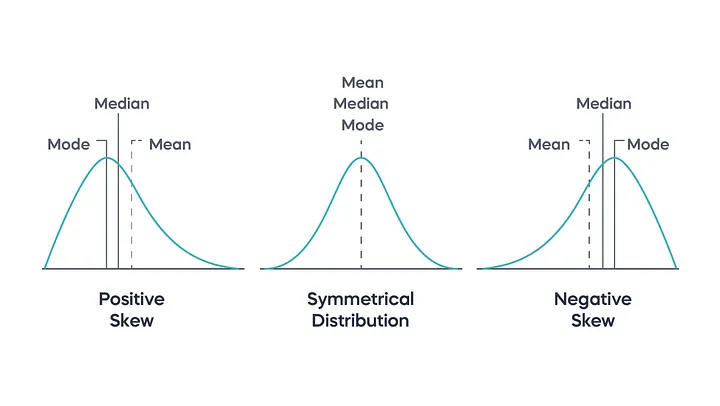 Median
Mode
Mean
Positive
Skew
Mean
Median
Mode
Symmetrical
Distribution
Median
Mean
Mode
Negative
Skew